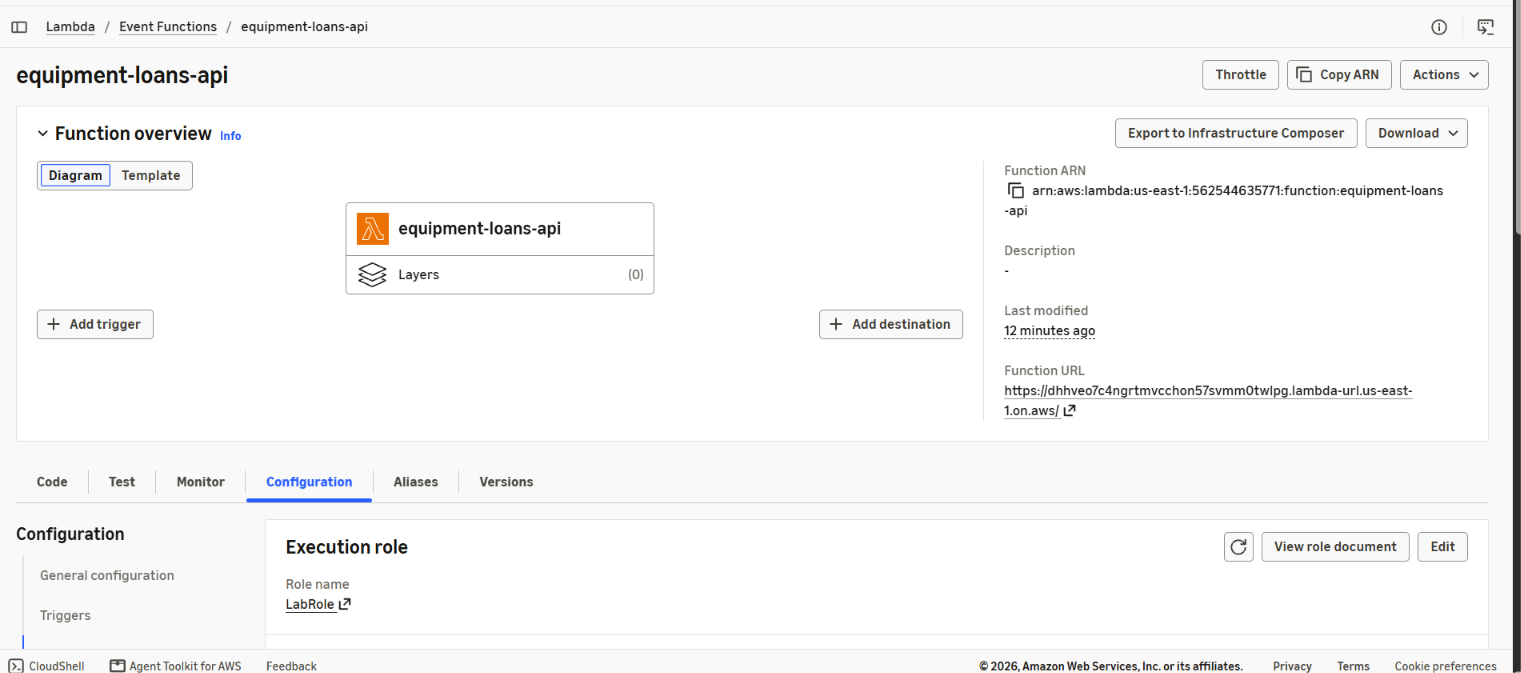 Lambda / Event Functions / equipment-loans-api
equipment-loans-api
Throttle
Copy ARN
Actions
Function overview Info
Export to Infrastructure Composer
Download
Diagram
Template
equipment-loans-api
Layers
(0)
Add trigger
Add destination
Function ARN
arn:aws:lambda:us-east-1:562544635771:function:equipment-loans
-api
Description
-
Last modified
12 minutes ago
Function URL
https://dhhveo7c4ngrtmvcchon57svmm0twlpg.lambda-url.us-east-
1.on.aws/
Code
Test
Monitor
Configuration
Aliases
Versions
Configuration
General configuration
Triggers
Execution role
View role document
Edit
Role name
LabRole
CloudShell
Agent Toolkit for AWS
Feedback
© 2026, Amazon Web Services, Inc. or its affiliates.
Privacy
Terms
Cookie preferences